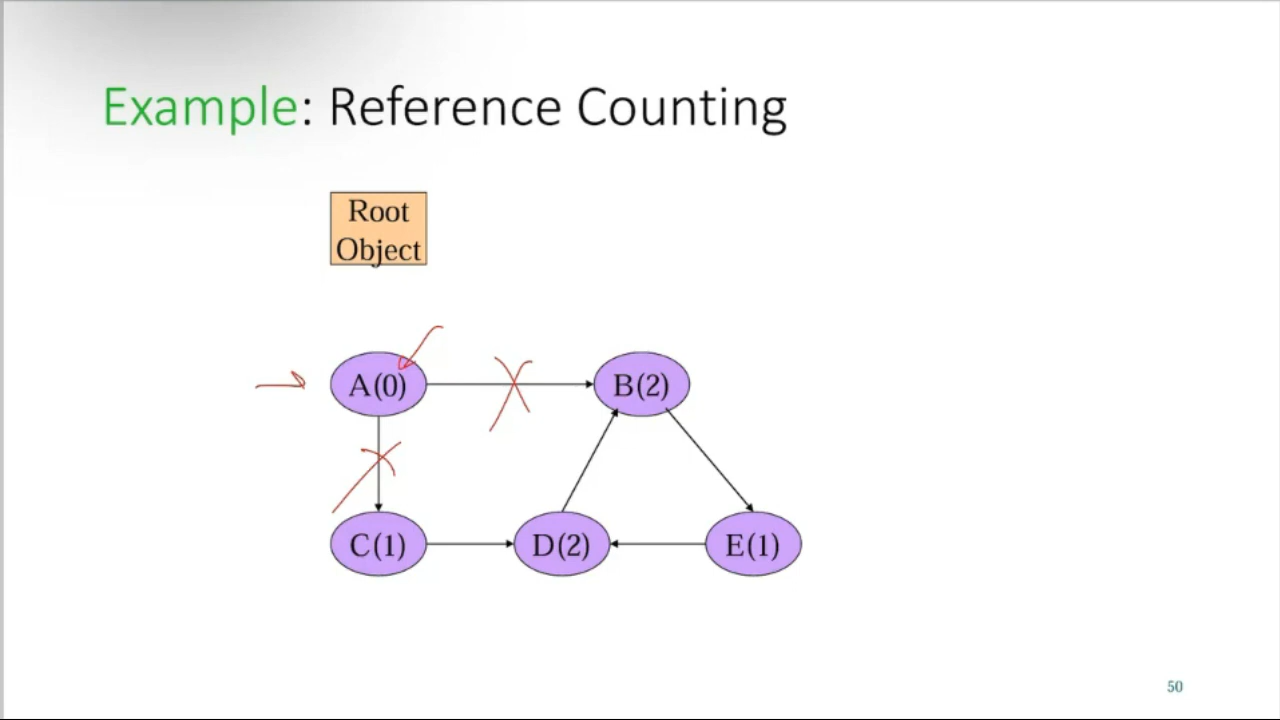 Example: Reference Counting
Root
Object
A(0)
B(2)
C(1)
D(2)
E(1)
50